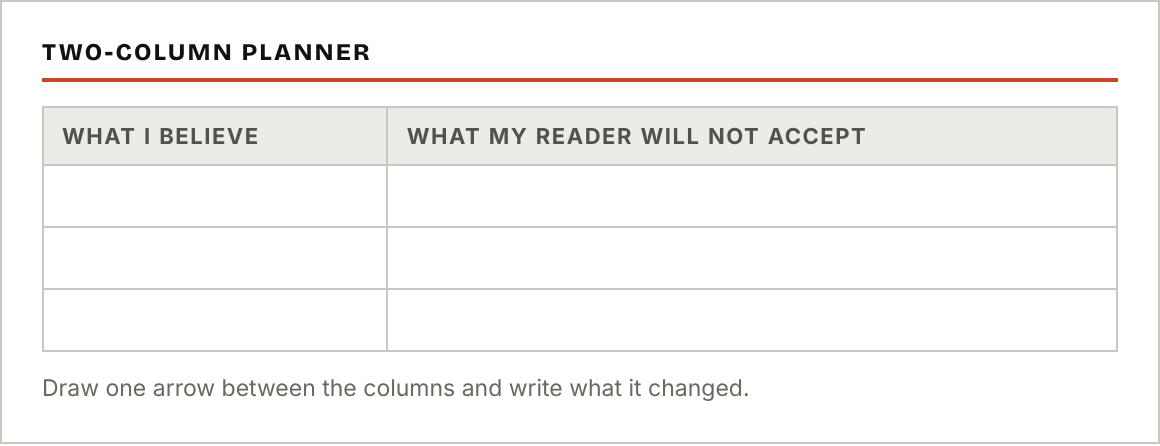 TWO-COLUMN PLANNER
WHAT I BELIEVE
WHAT MY READER WILL NOT ACCEPT
Draw one arrow between the columns and write what it changed.